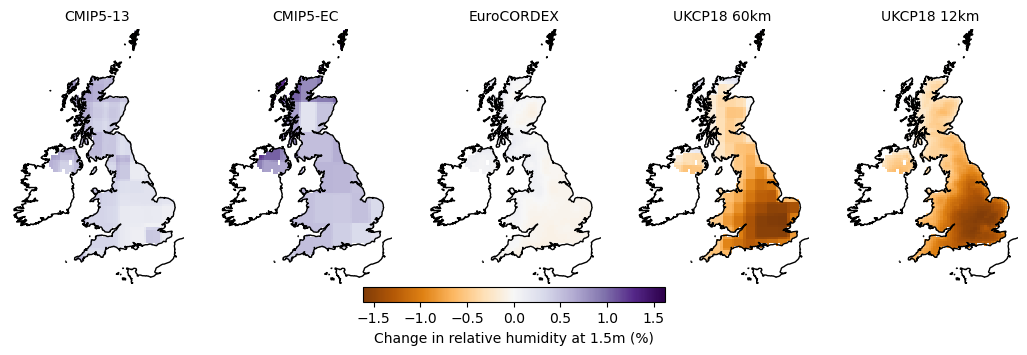 CMIP5-13 CMIP5-EC EuroCORDEX UKCP18 60km UKCP18 12km
−1.5 −1.0 −0.5 0.0 0.5 1.0 1.5
Change in relative humidity at 1.5m (%)